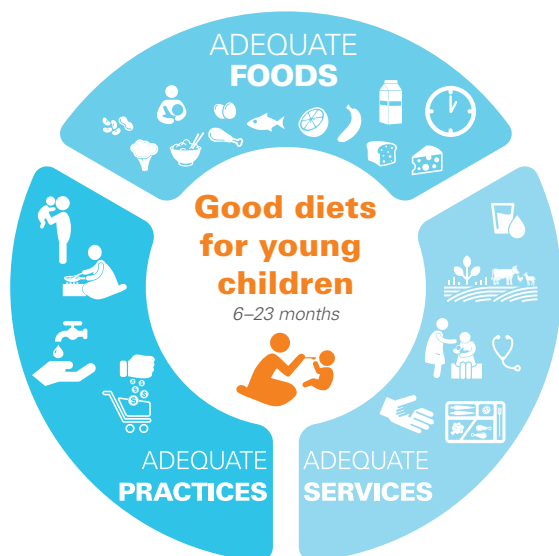 ADEQUATE
FOODS
Good diets
for young
children
6–23 months
ADEQUATE
PRACTICES
ADEQUATE
SERVICES